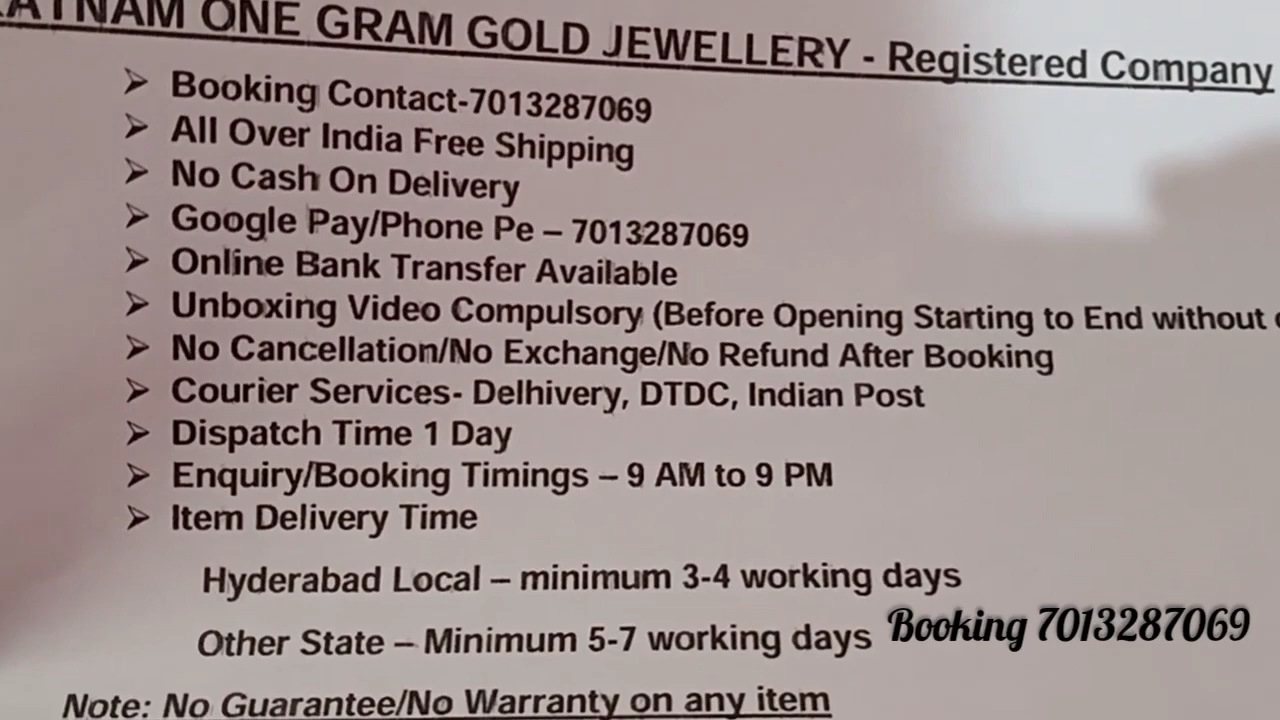 ONE GRAM GOLD JEWELLERY - Registered Company
➢ Booking Contact-7013287069
➢ All Over India Free Shipping
➢ No Cash On Delivery
➢ Google Pay/Phone Pe – 7013287069
➢ Online Bank Transfer Available
➢ Unboxing Video Compulsory (Before Opening Starting to End without
➢ No Cancellation/No Exchange/No Refund After Booking
➢ Courier Services- Delhivery, DTDC, Indian Post
➢ Dispatch Time 1 Day
➢ Enquiry/Booking Timings – 9 AM to 9 PM
➢ Item Delivery Time
Hyderabad Local – minimum 3-4 working days
Other State – Minimum 5-7 working days
Booking 7013287069
Note: No Guarantee/No Warranty on any item